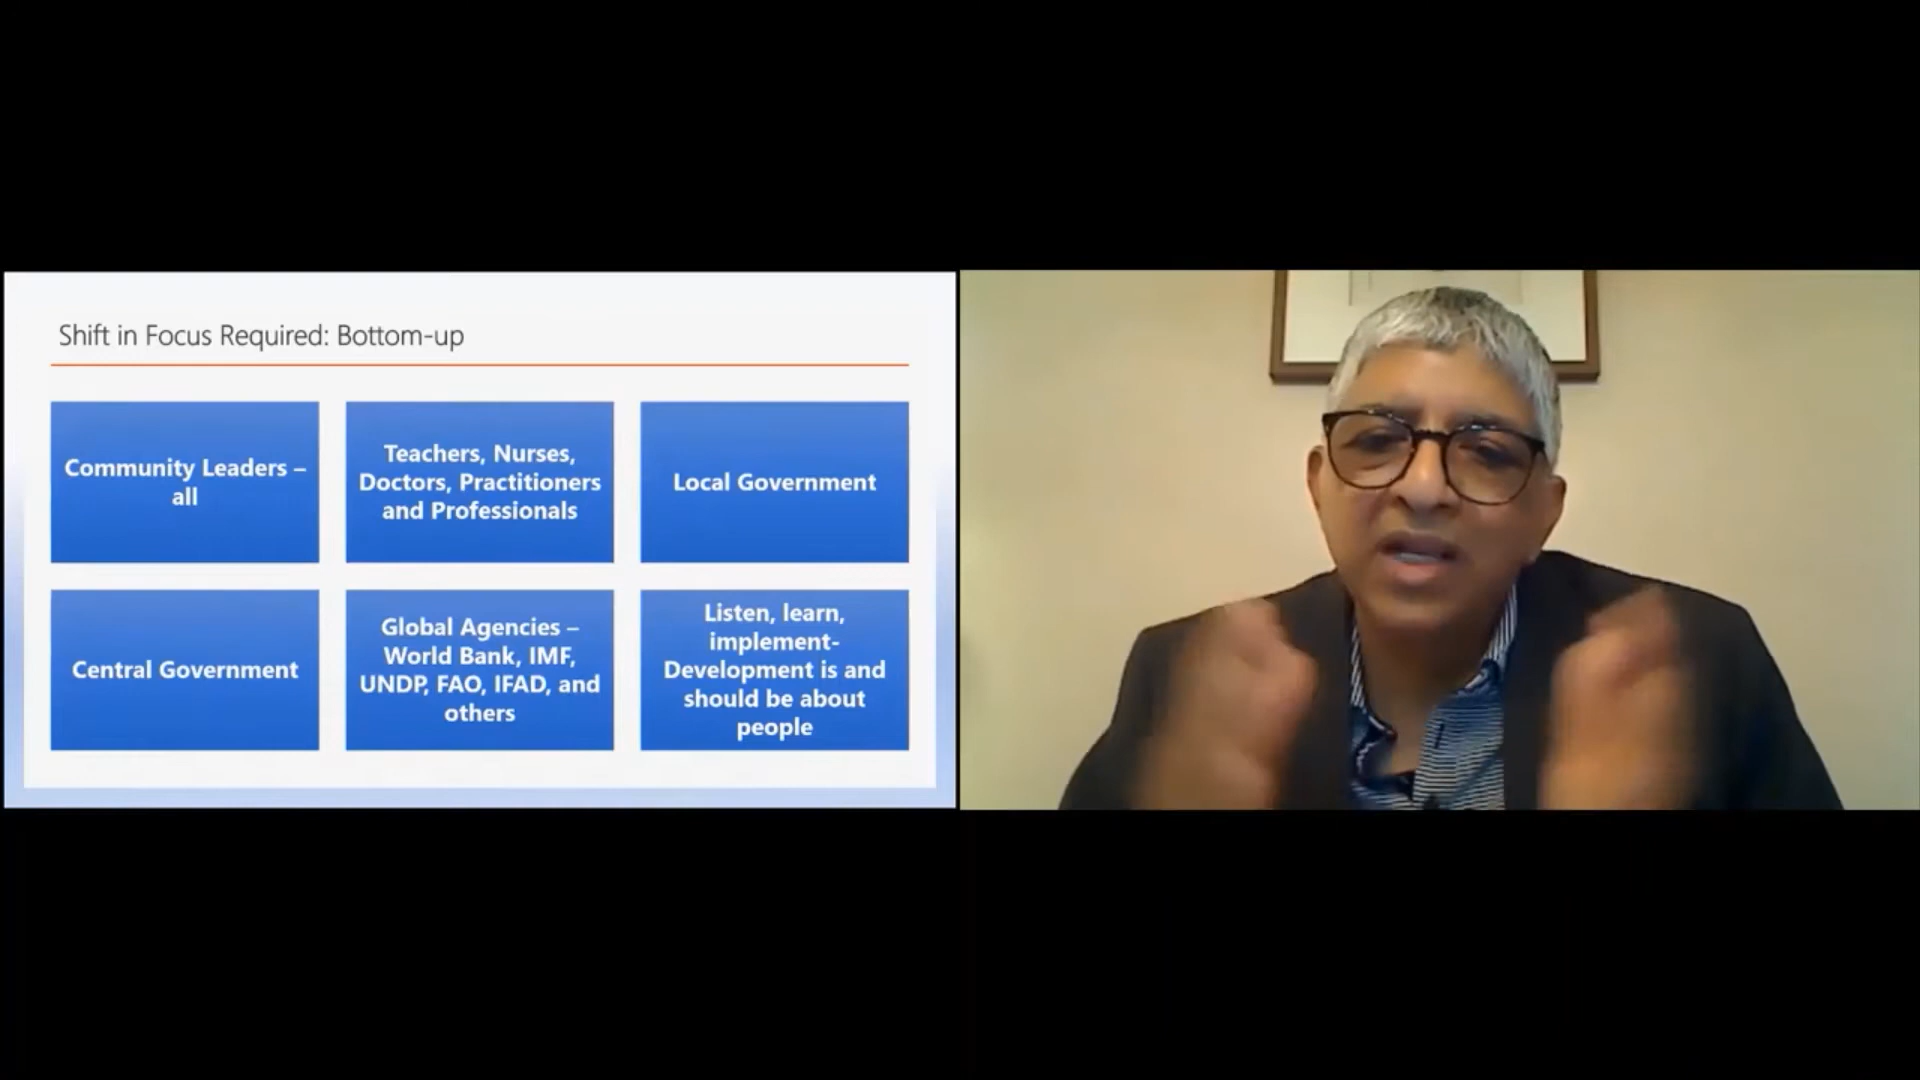 Shift in Focus Required: Bottom-up
Community Leaders –
all
Teachers, Nurses,
Doctors, Practitioners
and Professionals
Local Government
Central Government
Global Agencies –
World Bank, IMF,
UNDP, FAO, IFAD, and
others
Listen, learn,
implement-
Development is and
should be about
people